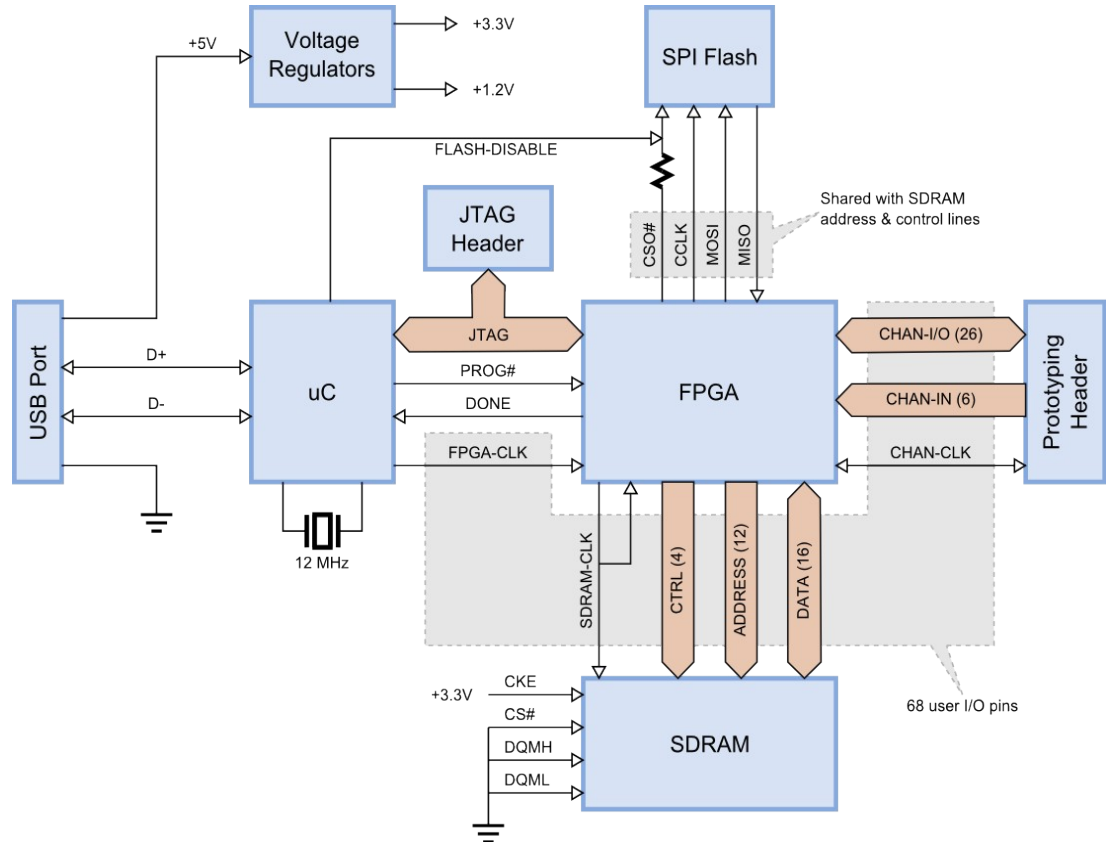 +5V
Voltage
Regulators
+3.3V
+1.2V
SPI Flash
FLASH-DISABLE
JTAG
Header
CSO#
CCLK
MOSI
MISO
Shared with SDRAM
address & control lines
USB Port
D+
D-
uC
12 MHz
JTAG
PROG#
DONE
FPGA-CLK
FPGA
CHAN-I/O (26)
CHAN-IN (6)
CHAN-CLK
Prototyping
Header
SDRAM-CLK
CTRL (4)
ADDRESS (12)
DATA (16)
68 user I/O pins
+3.3V
CKE
CS#
DQMH
DQML
SDRAM